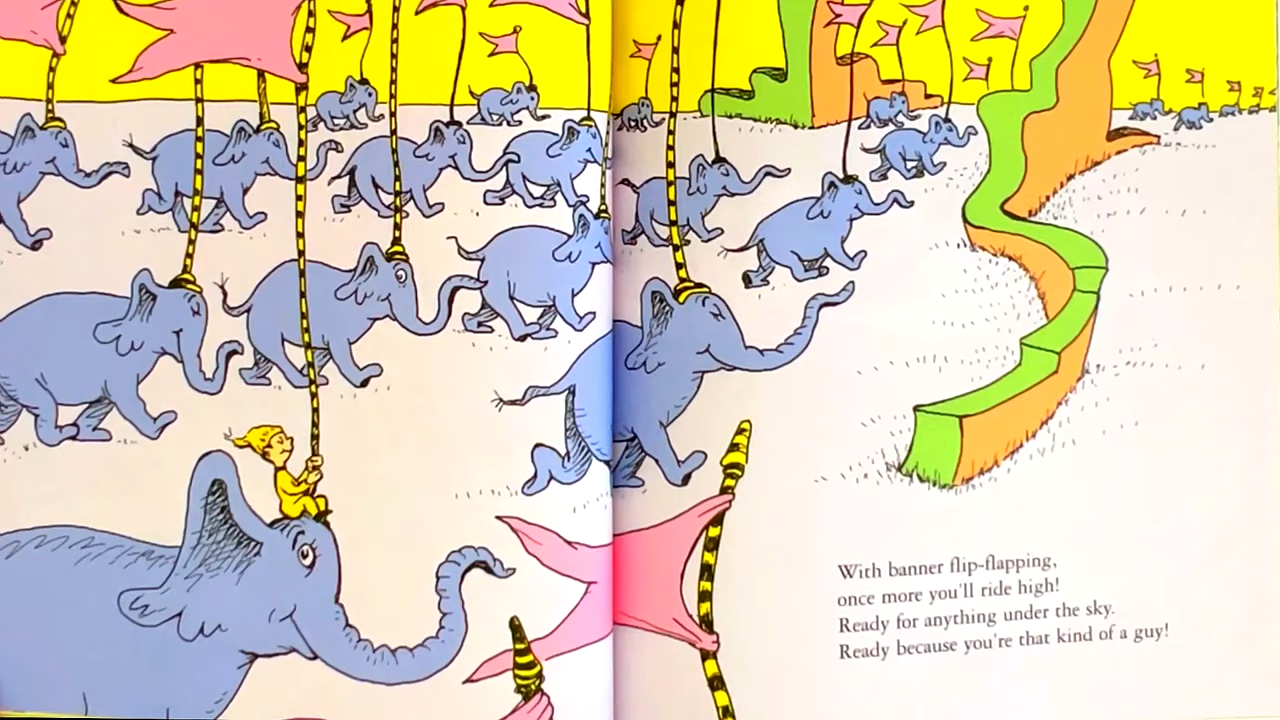 With banner flip-flapping,
once more you'll ride high!
Ready for anything under the sky.
Ready because you're that kind of a guy!